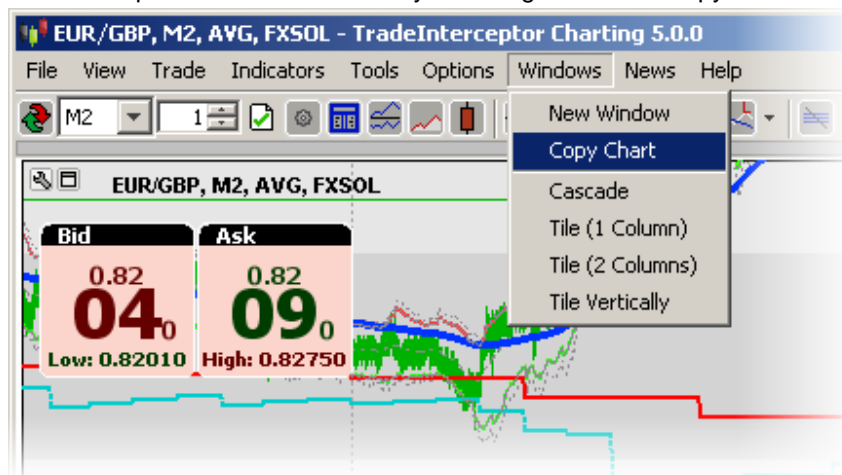 EUR/GBP, M2, AVG, FXSOL - TradeInterceptor Charting 5.0.0
File View Trade Indicators Tools Options Windows News Help
M2 1
New Window
Copy Chart
Cascade
Tile (1 Column)
Tile (2 Columns)
Tile Vertically
EUR/GBP, M2, AVG, FXSOL
Bid Ask
0.82 0.82
04 0 09 0
Low: 0.82010 High: 0.82750